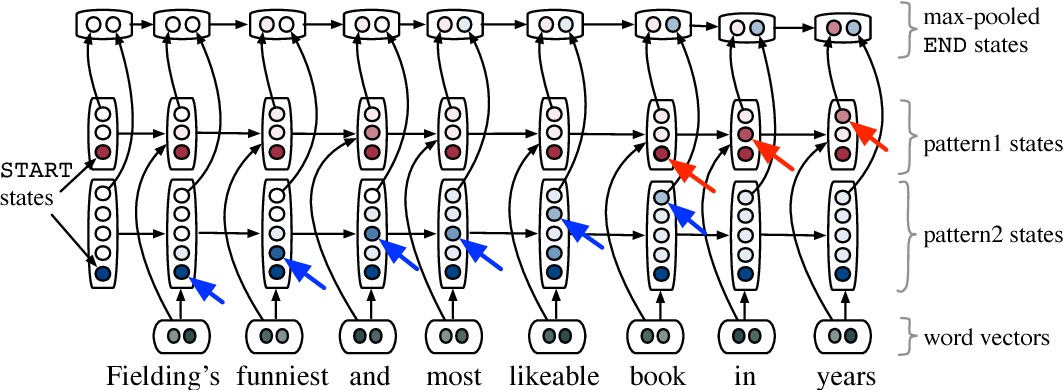 max-pooled
END states
pattern1 states
START
states
pattern2 states
word vectors
Fielding's funniest and most likeable book in years